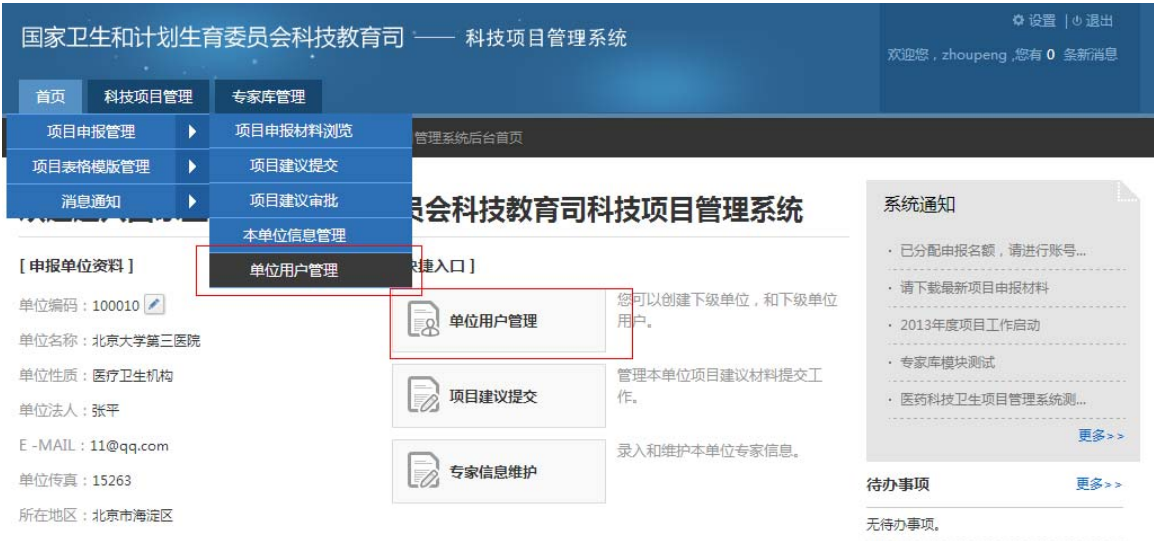 国家卫生和计划生育委员会科技教育司 —— 科技项目管理系统
设置 | 退出
欢迎您，zhoupeng ,您有 0 条新消息
首页 科技项目管理 专家库管理
项目申报管理
项目表格模版管理
消息通知
项目申报材料浏览
项目建议提交
项目建议审批
本单位信息管理
单位用户管理
管理系统后台首页
员会科技教育司科技项目管理系统
[ 申报单位资料 ]
单位编码：100010
单位名称：北京大学第三医院
单位性质：医疗卫生机构
单位法人：张平
E -MAIL：11@qq.com
单位传真：15263
所在地区：北京市海淀区
捷入口 ]
单位用户管理
您可以创建下级单位，和下级单位
用户。
项目建议提交
管理本单位项目建议材料提交工
作。
专家信息维护
录入和维护本单位专家信息。
系统通知
· 已分配申报名额，请进行账号...
· 请下载最新项目申报材料
· 2013年度项目工作启动
· 专家库模块测试
· 医药科技卫生项目管理系统测...
更多>>
待办事项 更多>>
无待办事项。